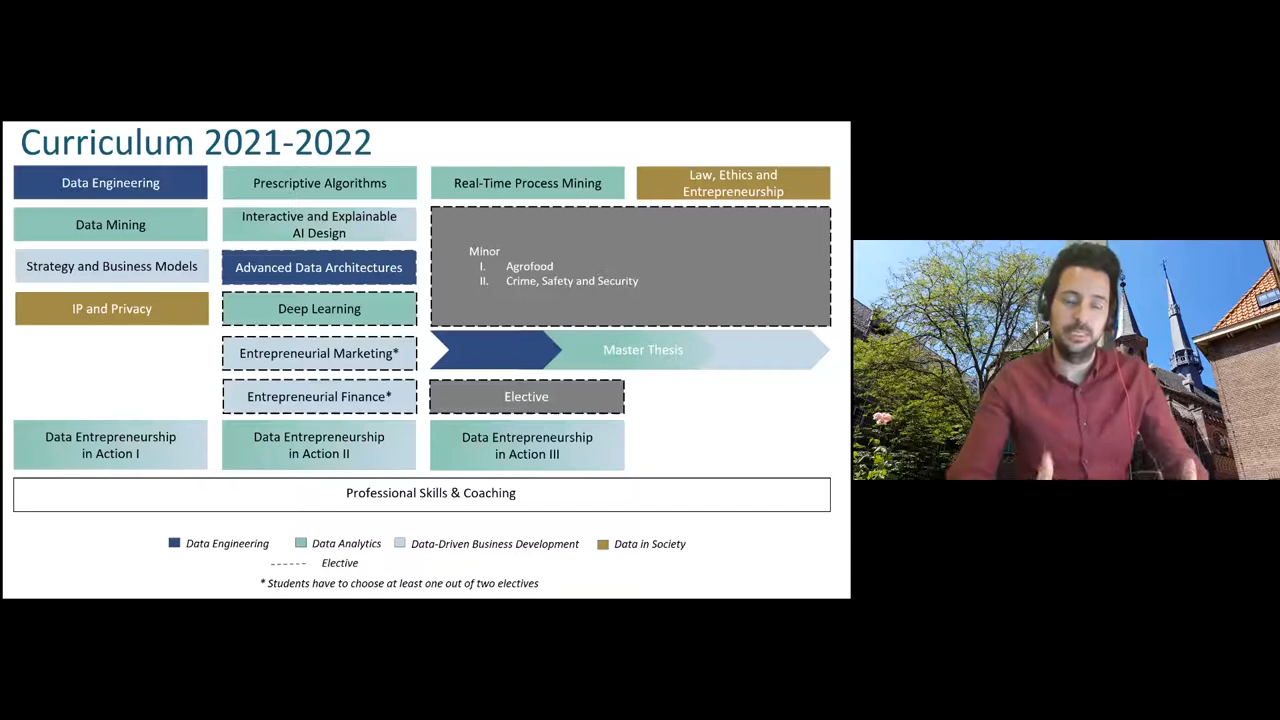 Curriculum 2021-2022
Data Engineering
Prescriptive Algorithms
Real-Time Process Mining
Law, Ethics and
Entrepreneurship
Data Mining
Interactive and Explainable
AI Design
Minor
I. Agrofood
II. Crime, Safety and Security
Strategy and Business Models
Advanced Data Architectures
IP and Privacy
Deep Learning
Entrepreneurial Marketing*
Master Thesis
Entrepreneurial Finance*
Elective
Data Entrepreneurship
in Action I
Data Entrepreneurship
in Action II
Data Entrepreneurship
in Action III
Professional Skills & Coaching
Data Engineering
Data Analytics
Data-Driven Business Development
Data in Society
Elective
* Students have to choose at least one out of two electives